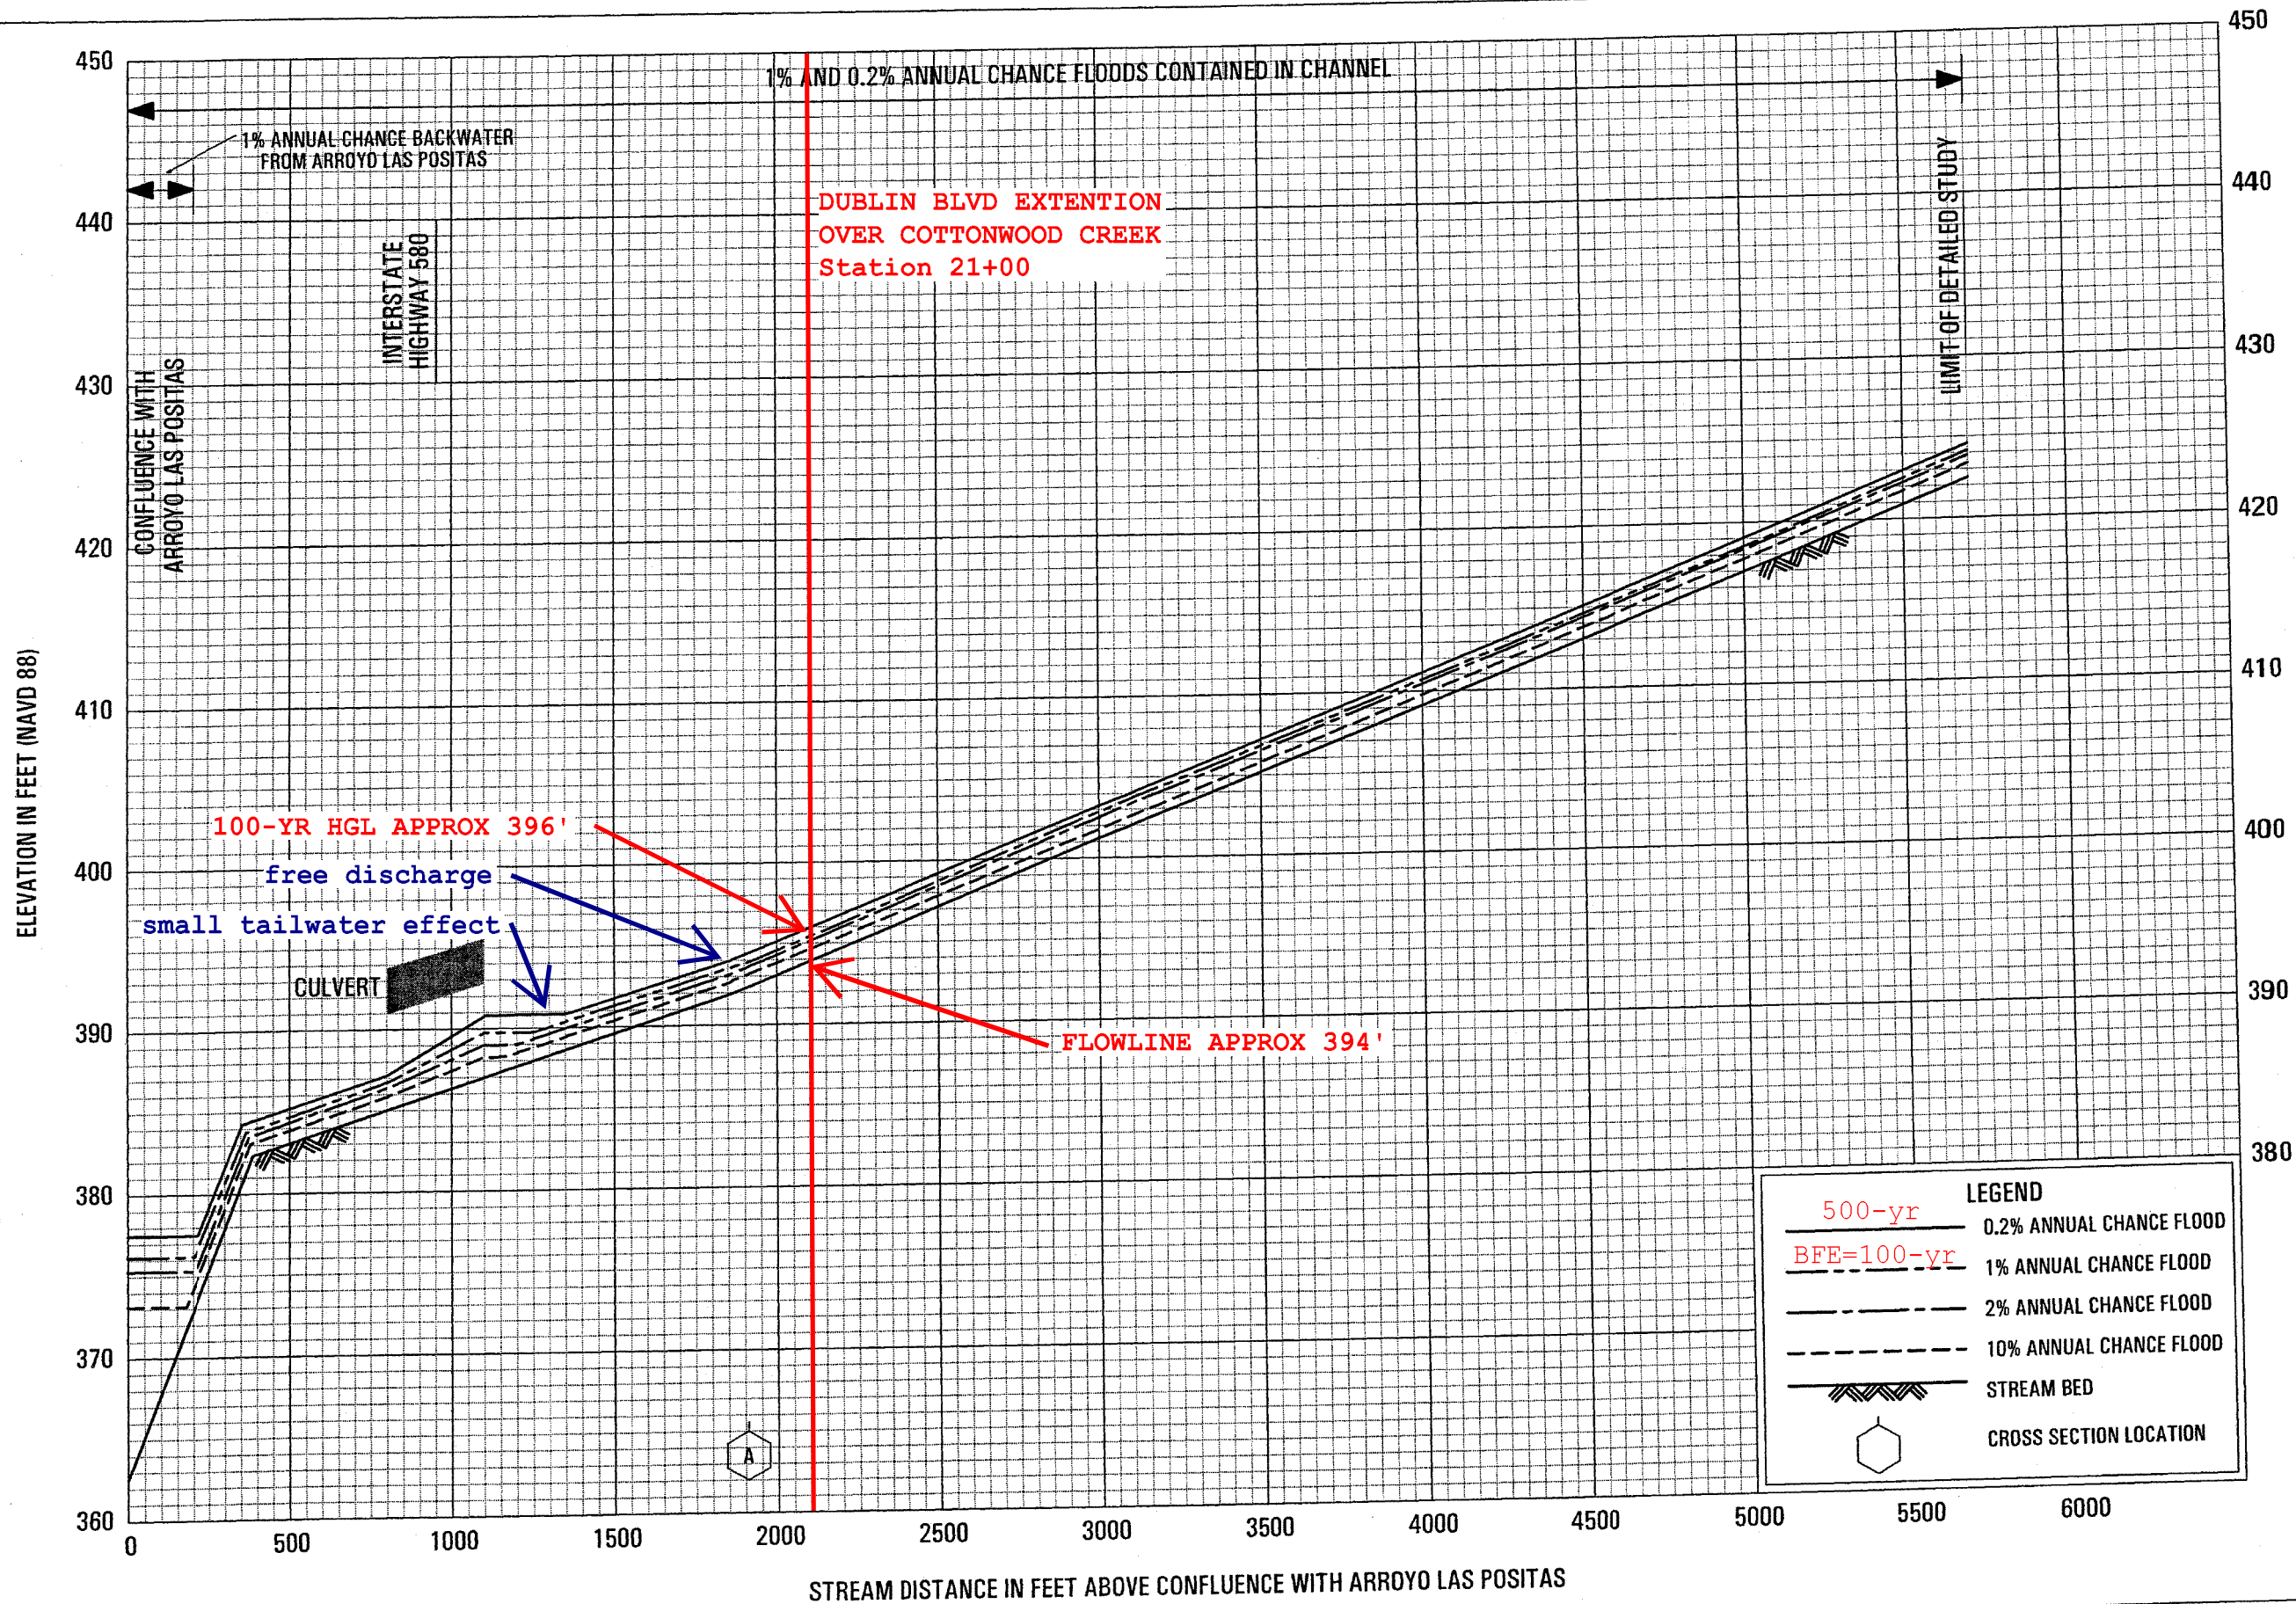 450
450
1% AND 0.2% ANNUAL CHANCE FLOODS CONTAINED IN CHANNEL
1% ANNUAL CHANCE BACKWATER
FROM ARROYO LAS POSITAS
440
440
DUBLIN BLVD EXTENTION
OVER COTTONWOOD CREEK
Station 21+00
INTERSTATE
HIGHWAY 580
LIMIT OF DETAILED STUDY
430
430
CONFLUENCE WITH
ARROYO LAS POSITAS
420
420
410
410
ELEVATION IN FEET (NAVD 88)
100-YR HGL APPROX 396'
400
400
free discharge
small tailwater effect
CULVERT
390
390
FLOWLINE APPROX 394'
380
380
LEGEND
500-yr
0.2% ANNUAL CHANCE FLOOD
BFE=100-yr
1% ANNUAL CHANCE FLOOD
2% ANNUAL CHANCE FLOOD
10% ANNUAL CHANCE FLOOD
STREAM BED
CROSS SECTION LOCATION
370
A
360
0 500 1000 1500 2000 2500 3000 3500 4000 4500 5000 5500 6000
STREAM DISTANCE IN FEET ABOVE CONFLUENCE WITH ARROYO LAS POSITAS